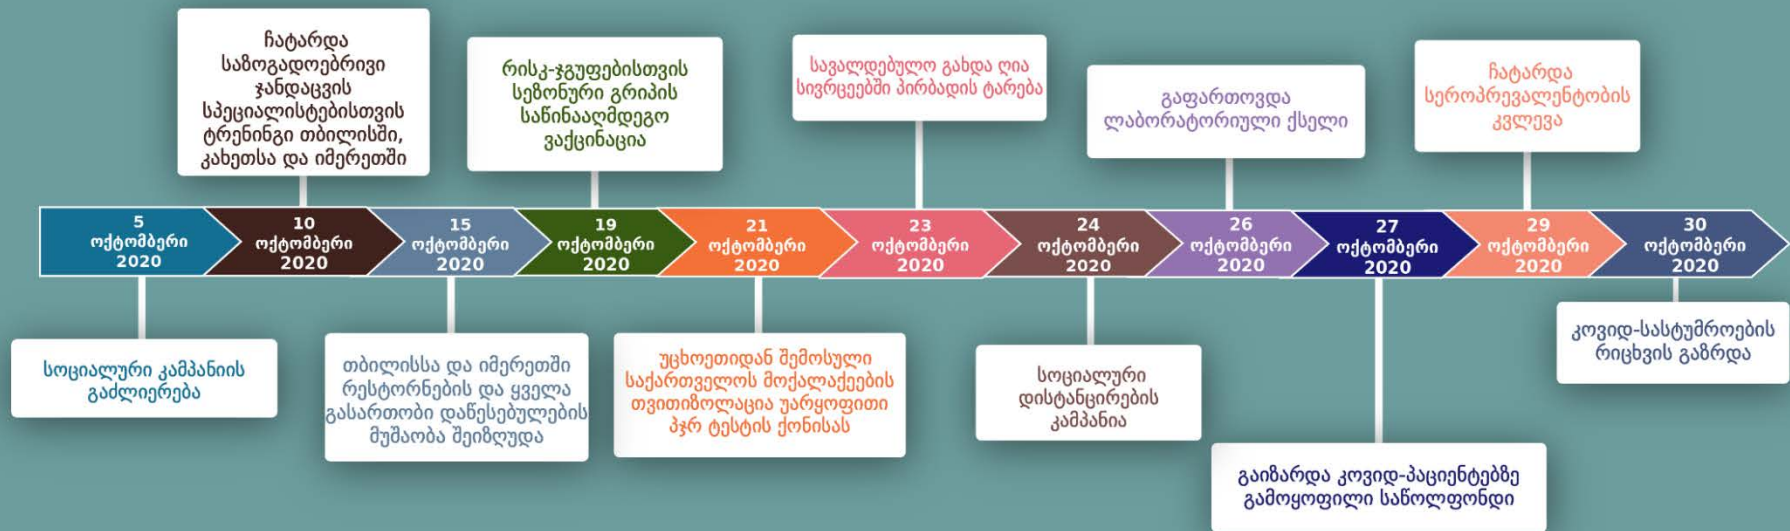 ჩატარდა
საზოგადოებრივი
ჯანდაცვის
სპეციალისტებისთვის
ტრენინგი თბილისში,
კახეთსა და იმერეთში
რისკ-ჯგუფებისთვის
სეზონური გრიპის
საწინააღმდეგო
ვაქცინაცია
სავალდებულო გახდა ღია
სივრცეებში პირბადის ტარება
გაფართოვდა
ლაბორატორიული ქსელი
ჩატარდა
სეროპრევალენტობის
კვლევა
5
ოქტომბერი
2020
10
ოქტომბერი
2020
15
ოქტომბერი
2020
19
ოქტომბერი
2020
21
ოქტომბერი
2020
23
ოქტომბერი
2020
24
ოქტომბერი
2020
26
ოქტომბერი
2020
27
ოქტომბერი
2020
29
ოქტომბერი
2020
30
ოქტომბერი
2020
სოციალური კამპანიის
გაძლიერება
თბილისსა და იმერეთში
რესტორნების და ყველა
გასართობი დაწესებულების
მუშაობა შეიზღუდა
უცხოეთიდან შემოსული
საქართველოს მოქალაქეების
თვითიზოლაცია უარყოფითი
პჯრ ტესტის ქონისას
სოციალური
დისტანცირების
კამპანია
გაიზარდა კოვიდ-პაციენტებზე
გამოყოფილი საწოლფონდი
კოვიდ-სასტუმროების
რიცხვის გაზრდა